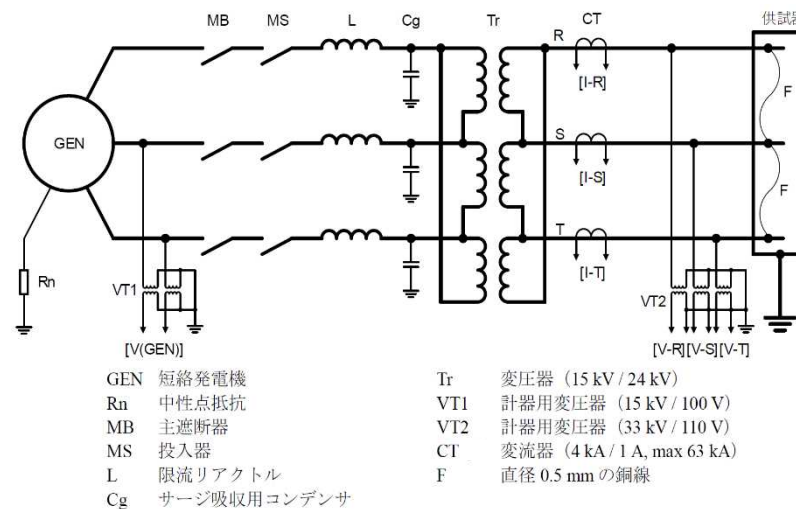 MB MS L Cg Tr CT
R
[I-R]
F
GEN
S
[I-S]
F
T
[I-T]
Rn
VT1
VT2
[V(GEN)]
[V-R][V-S][V-T]
GEN 短絡発電機
Rn 中性点抵抗
MB 主遮断器
MS 投入器
L 限流リアクトル
Cg サージ吸収用コンデンサ
Tr 変圧器（15 kV / 24 kV）
VT1 計器用変圧器（15 kV / 100 V）
VT2 計器用変圧器（33 kV / 110 V）
CT 変流器（4 kA / 1 A, max 63 kA）
F 直径 0.5 mm の銅線